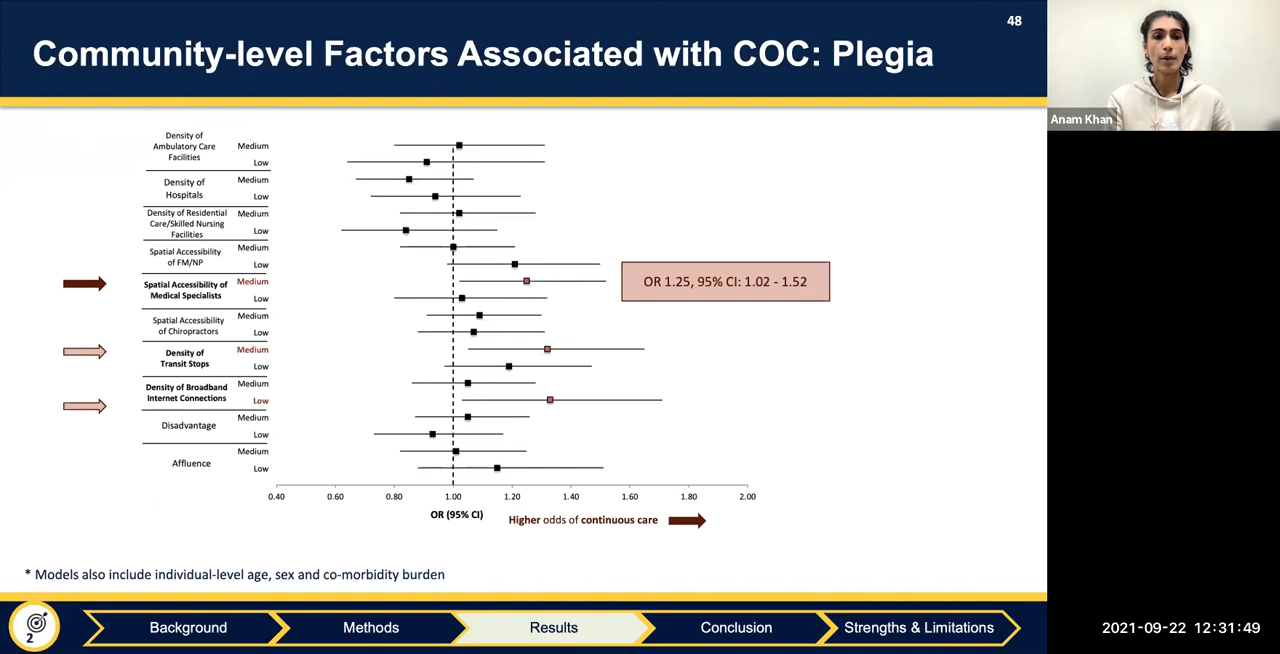 48
Community-level Factors Associated with COC: Plegia
Anam Khan
Density of
Ambulatory Care
Facilities
Medium
Low
Density of
Hospitals
Medium
Low
Density of Residential
Care/Skilled Nursing
Facilities
Medium
Low
Spatial Accessibility
of FM/NP
Medium
Low
Spatial Accessibility of
Medical Specialists
Medium
Low
OR 1.25, 95% CI: 1.02 - 1.52
Spatial Accessibility
of Chiropractors
Medium
Low
Density of
Transit Stops
Medium
Low
Density of Broadband
Internet Connections
Medium
Low
Disadvantage
Medium
Low
Affluence
Medium
Low
0.40 0.60 0.80 1.00 1.20 1.40 1.60 1.80 2.00
OR (95% CI)
Higher odds of continuous care
* Models also include individual-level age, sex and co-morbidity burden
2
Background
Methods
Results
Conclusion
Strengths & Limitations
2021-09-22 12:31:49